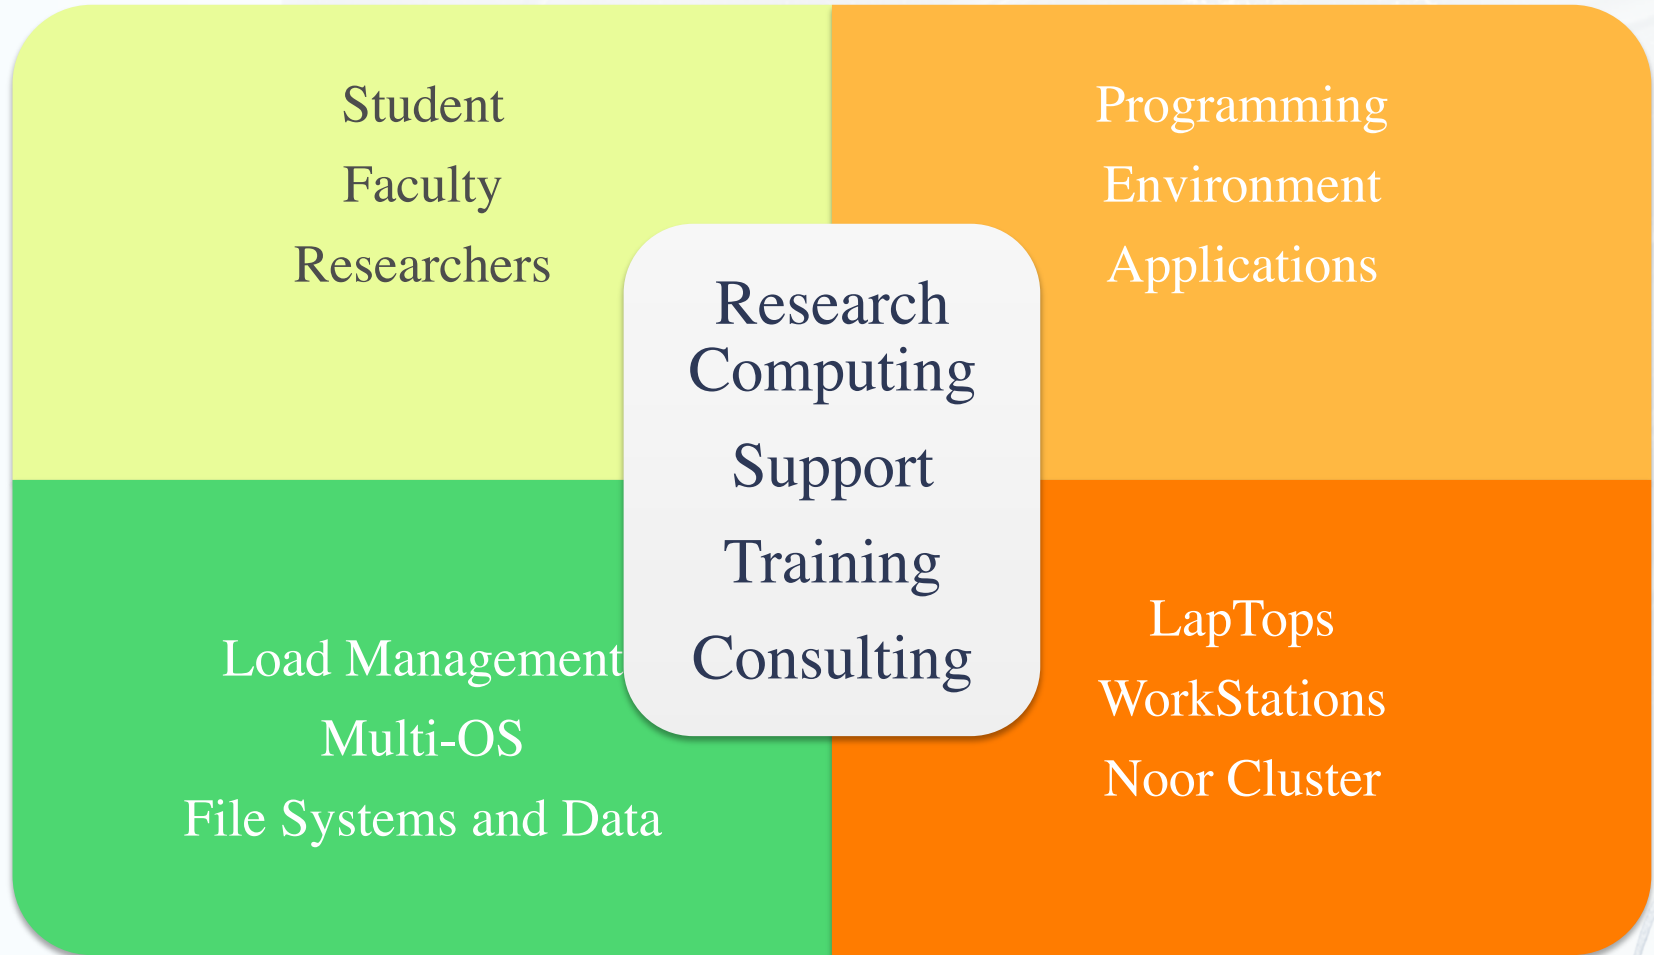 Student
Faculty
Researchers
Programming
Environment
Applications
Research
Computing
Support
Training
Consulting
Load Management
Multi-OS
File Systems and Data
LapTops
WorkStations
Noor Cluster